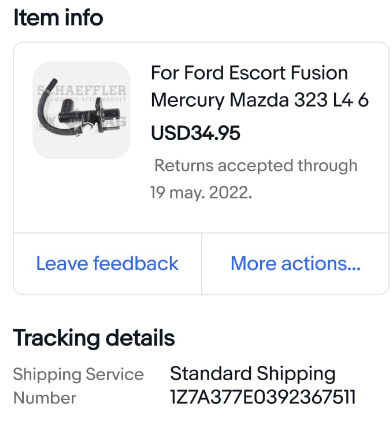 Item info
SCHAEFFLER
For Ford Escort Fusion
Mercury Mazda 323 L4 6
USD34.95
Returns accepted through
19 may. 2022.
Leave feedback
More actions...
Tracking details
Shipping Service
Standard Shipping
Number
1Z7A377E0392367511